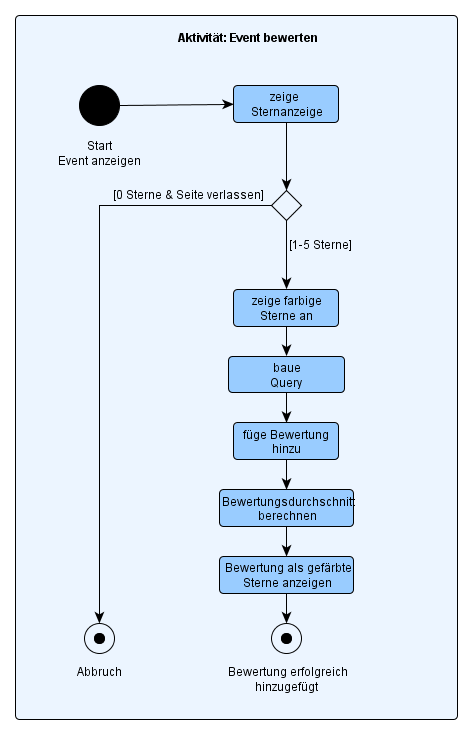 Aktivität: Event bewerten
zeige
Sternanzeige
Start
Event anzeigen
[0 Sterne & Seite verlassen]
[1-5 Sterne]
zeige farbige
Sterne an
baue
Query
füge Bewertung
hinzu
Bewertungsdurchschnitt
berechnen
Bewertung als gefärbte
Sterne anzeigen
Abbruch
Bewertung erfolgreich
hinzugefügt